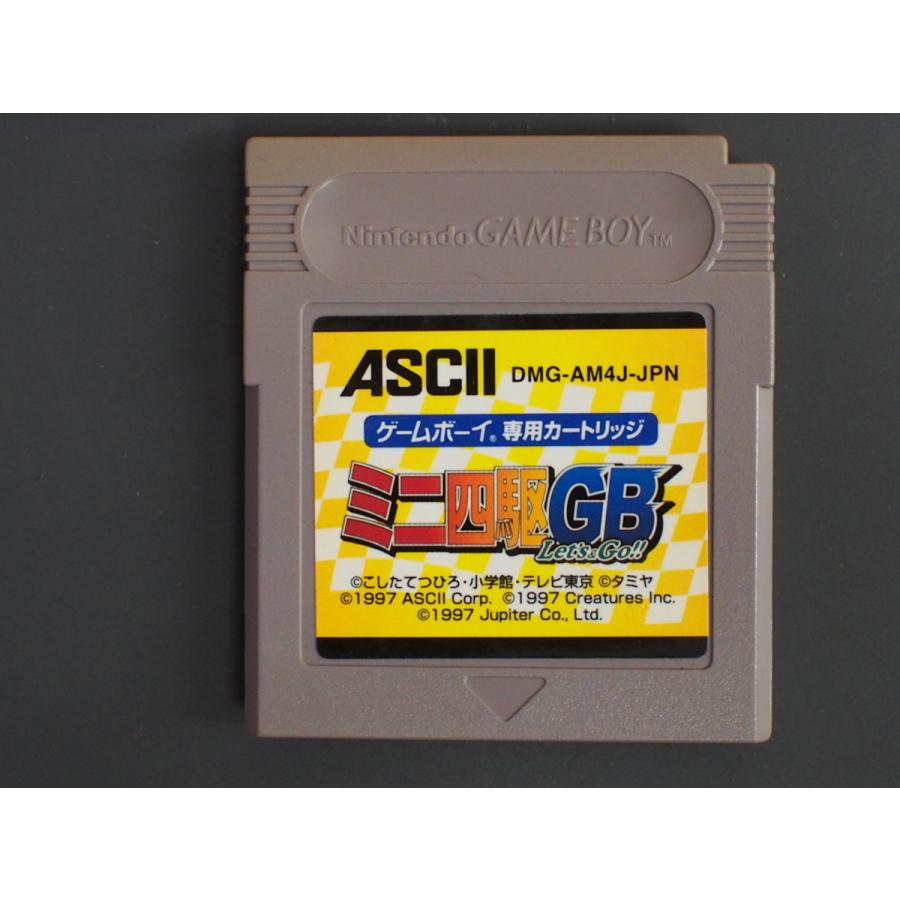 Nintendo GAME BOY TM
ASCII DMG-AM4J-JPN
ゲームボーイ® 専用カートリッジ
ミニ四駆GB
Let's&Go!!
©こしたてつひろ・小学館・テレビ東京 ©タミヤ
©1997 ASCII Corp. ©1997 Creatures Inc.
©1997 Jupiter Co., Ltd.